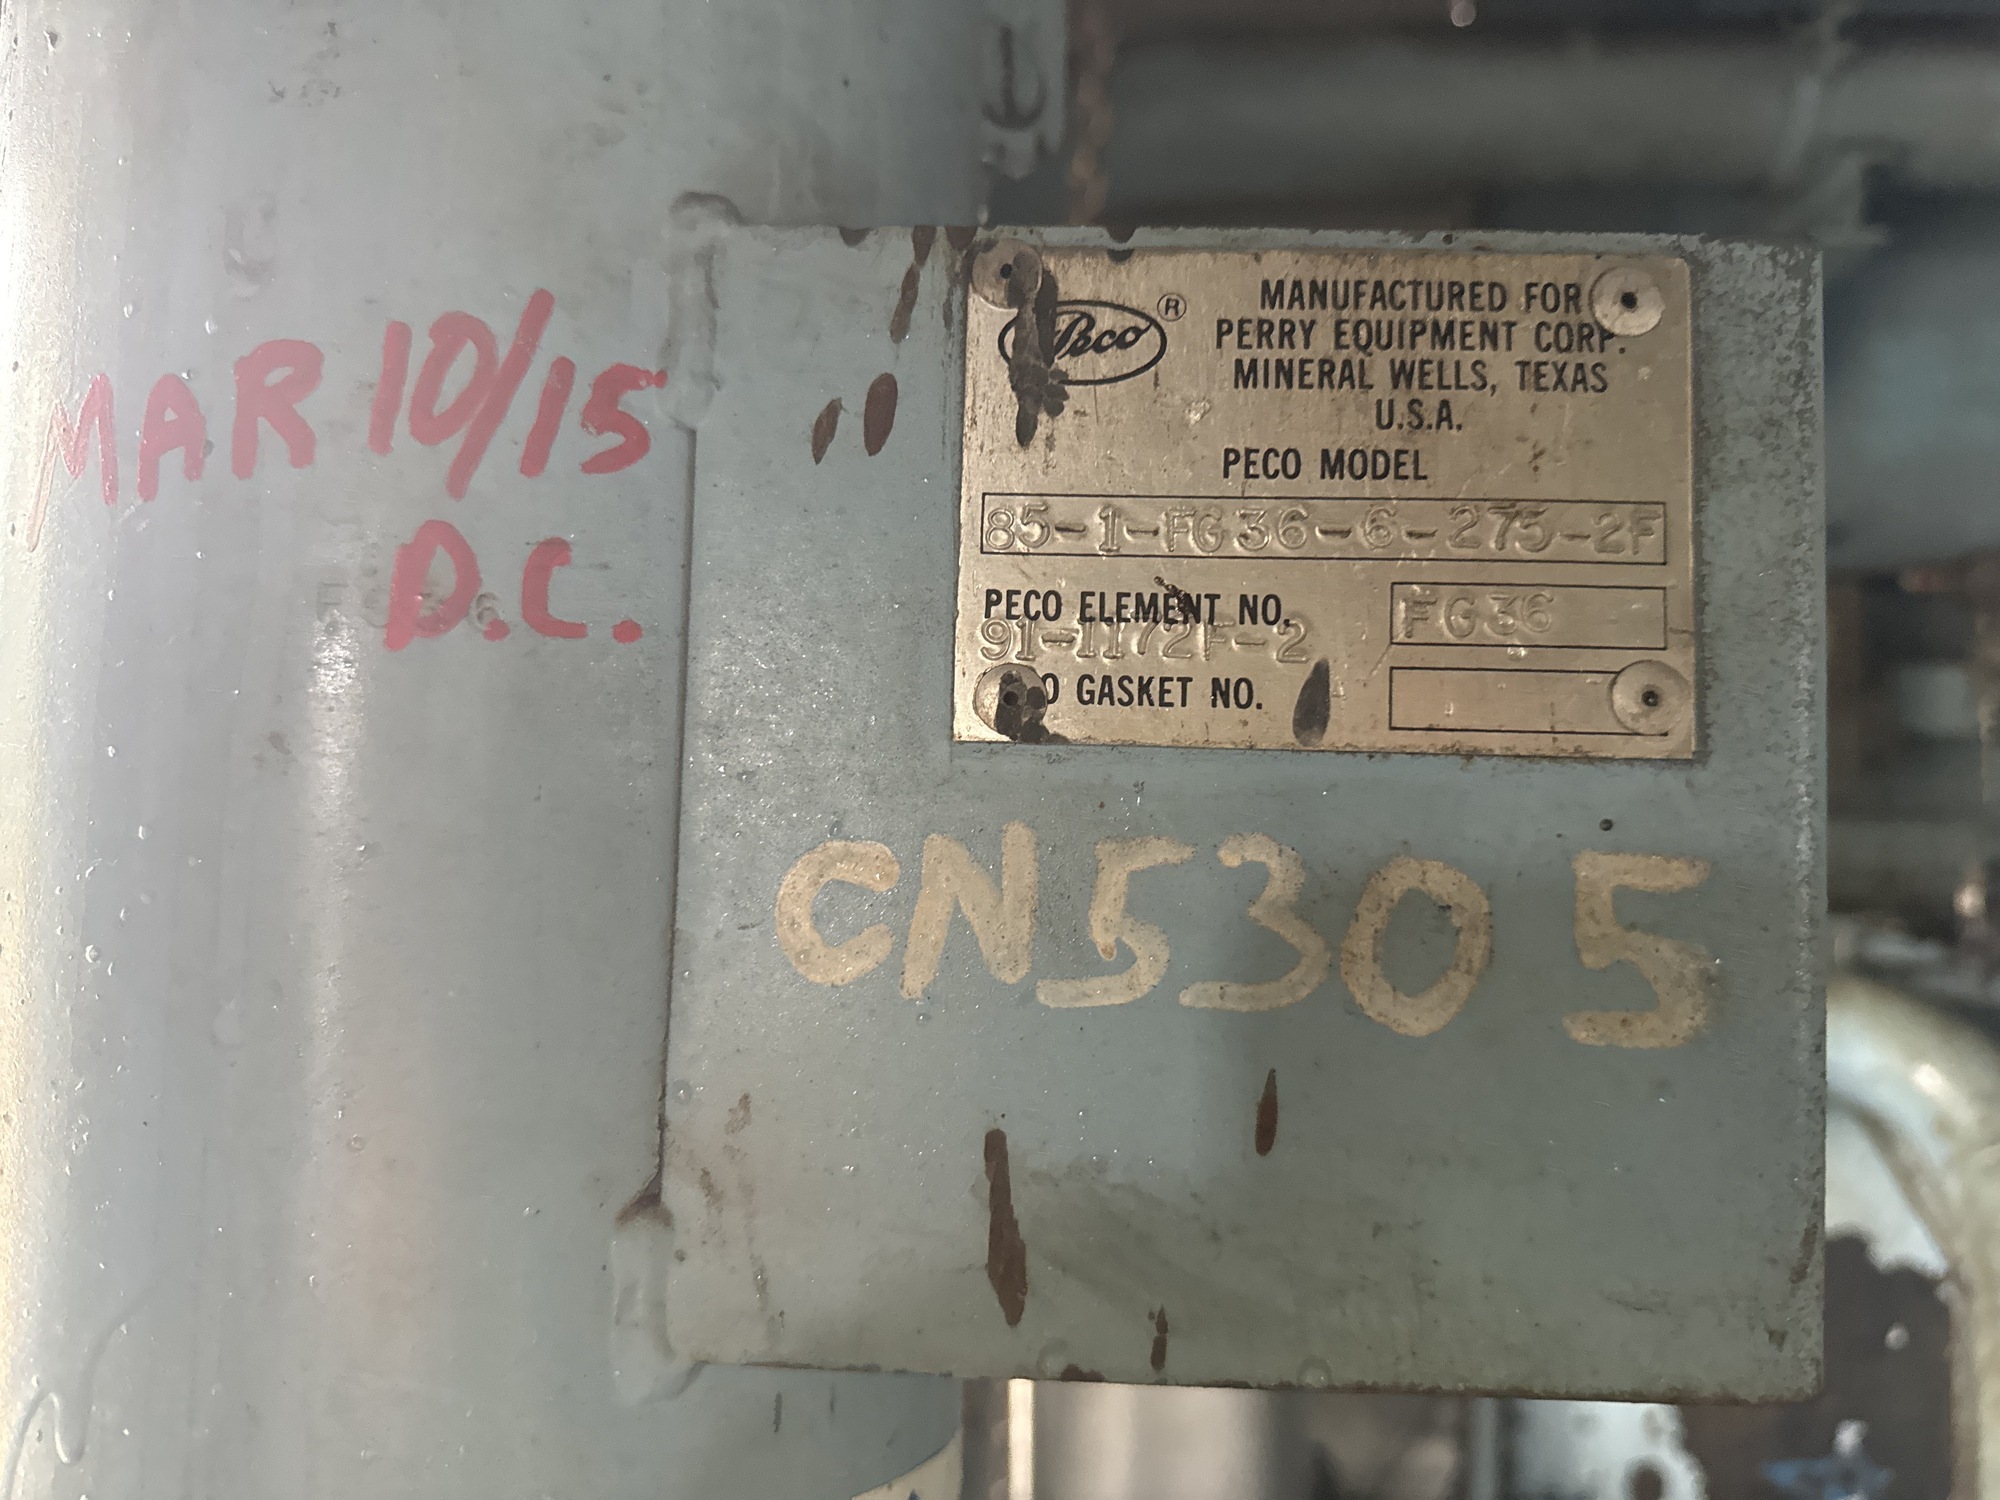 MAR 10/15
D.C.
Peco ®
MANUFACTURED FOR
PERRY EQUIPMENT CORP.
MINERAL WELLS, TEXAS
U.S.A.
PECO MODEL
85-1-FG36-6-275-2F
PECO ELEMENT NO. FG36
91-1172F-2
GASKET NO.
CN5305